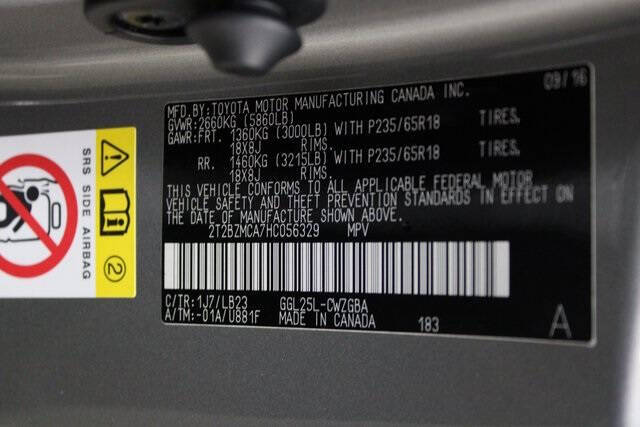 MFD.BY:TOYOTA MOTOR MANUFACTURING CANADA INC. 09/16
GVWR:2660KG (5860LB)
GAWR:FRT. 1360KG (3000LB) WITH P235/65R18 TIRES.
18X8J RIMS.
RR. 1460KG (3215LB) WITH P235/65R18 TIRES.
18X8J RIMS.
THIS VEHICLE CONFORMS TO ALL APPLICABLE FEDERAL MOTOR
VEHICLE SAFETY AND THEFT PREVENTION STANDARDS IN EFFECT ON
THE DATE OF MANUFACTURE SHOWN ABOVE.
2T2BZMCA7HC056329 MPV
C/TR:1J7/LB23 GGL25L-CWZGBA
A/TM:-01A/U881F MADE IN CANADA 183 A
SRS SIDE AIRBAG
2